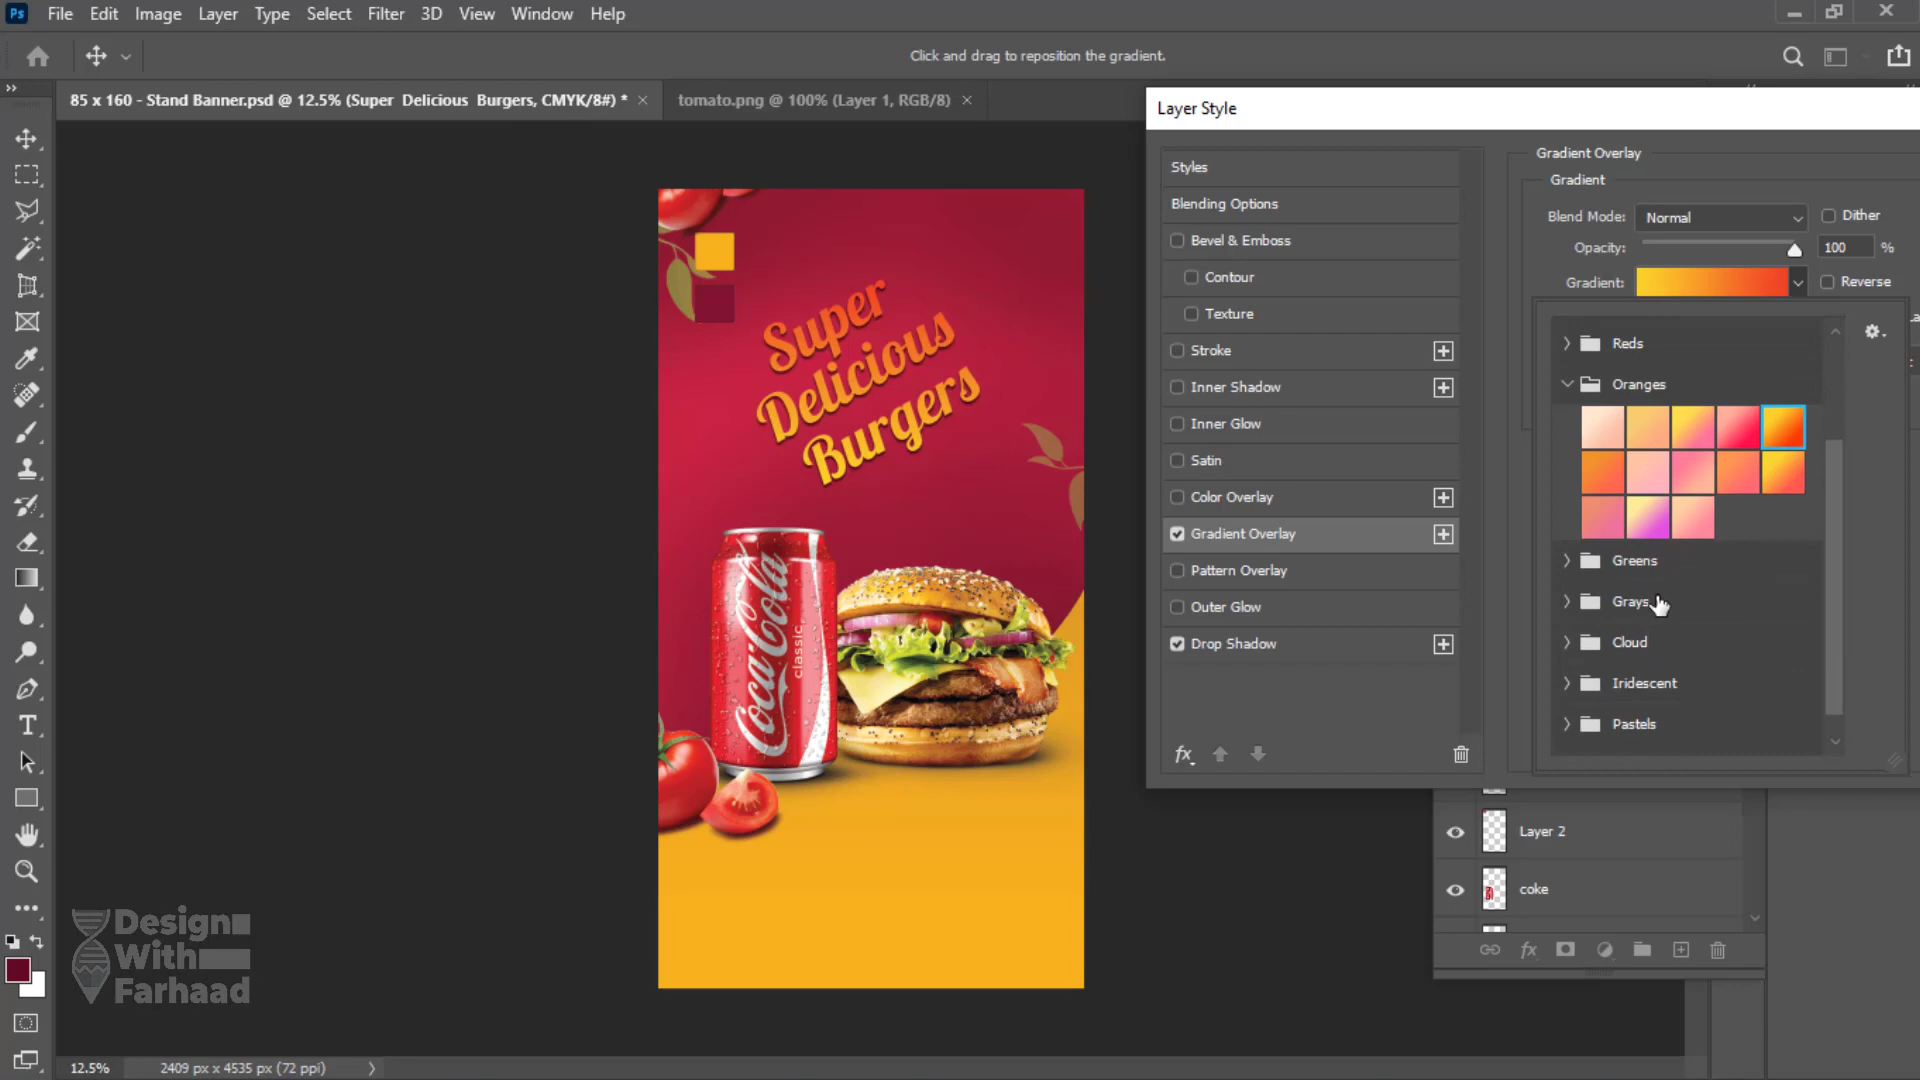 Ps File Edit Image Layer Type Select Filter 3D View Window Help
Click and drag to reposition the gradient.
85 x 160 - Stand Banner.psd @ 12.5% (Super Delicious Burgers, CMYK/8#) *
tomato.png @ 100% (Layer 1, RGB/8)
Layer Style
Styles
Blending Options
Bevel & Emboss
Contour
Texture
Stroke
Inner Shadow
Inner Glow
Satin
Color Overlay
Gradient Overlay
Pattern Overlay
Outer Glow
Drop Shadow
fx
Gradient Overlay
Gradient
Blend Mode: Normal Dither
Opacity: 100 %
Gradient: Reverse
Reds
Oranges
Greens
Grays
Cloud
Iridescent
Pastels
Super
Delicious
Burgers
Coca-Cola
classic
Layer 2
coke
fx
T
Design
With
Farhaad
12.5% 2409 px x 4535 px (72 ppi)